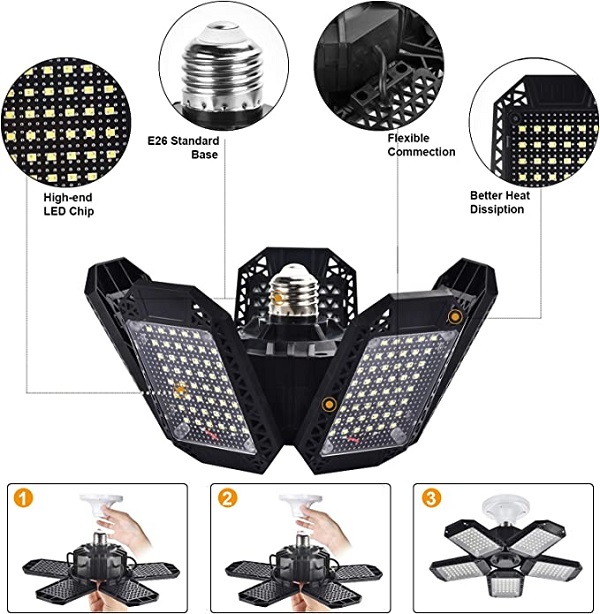 High-end
LED Chip
E26 Standard
Base
Flexible
Commection
Better Heat
Dissiption
1
2
3